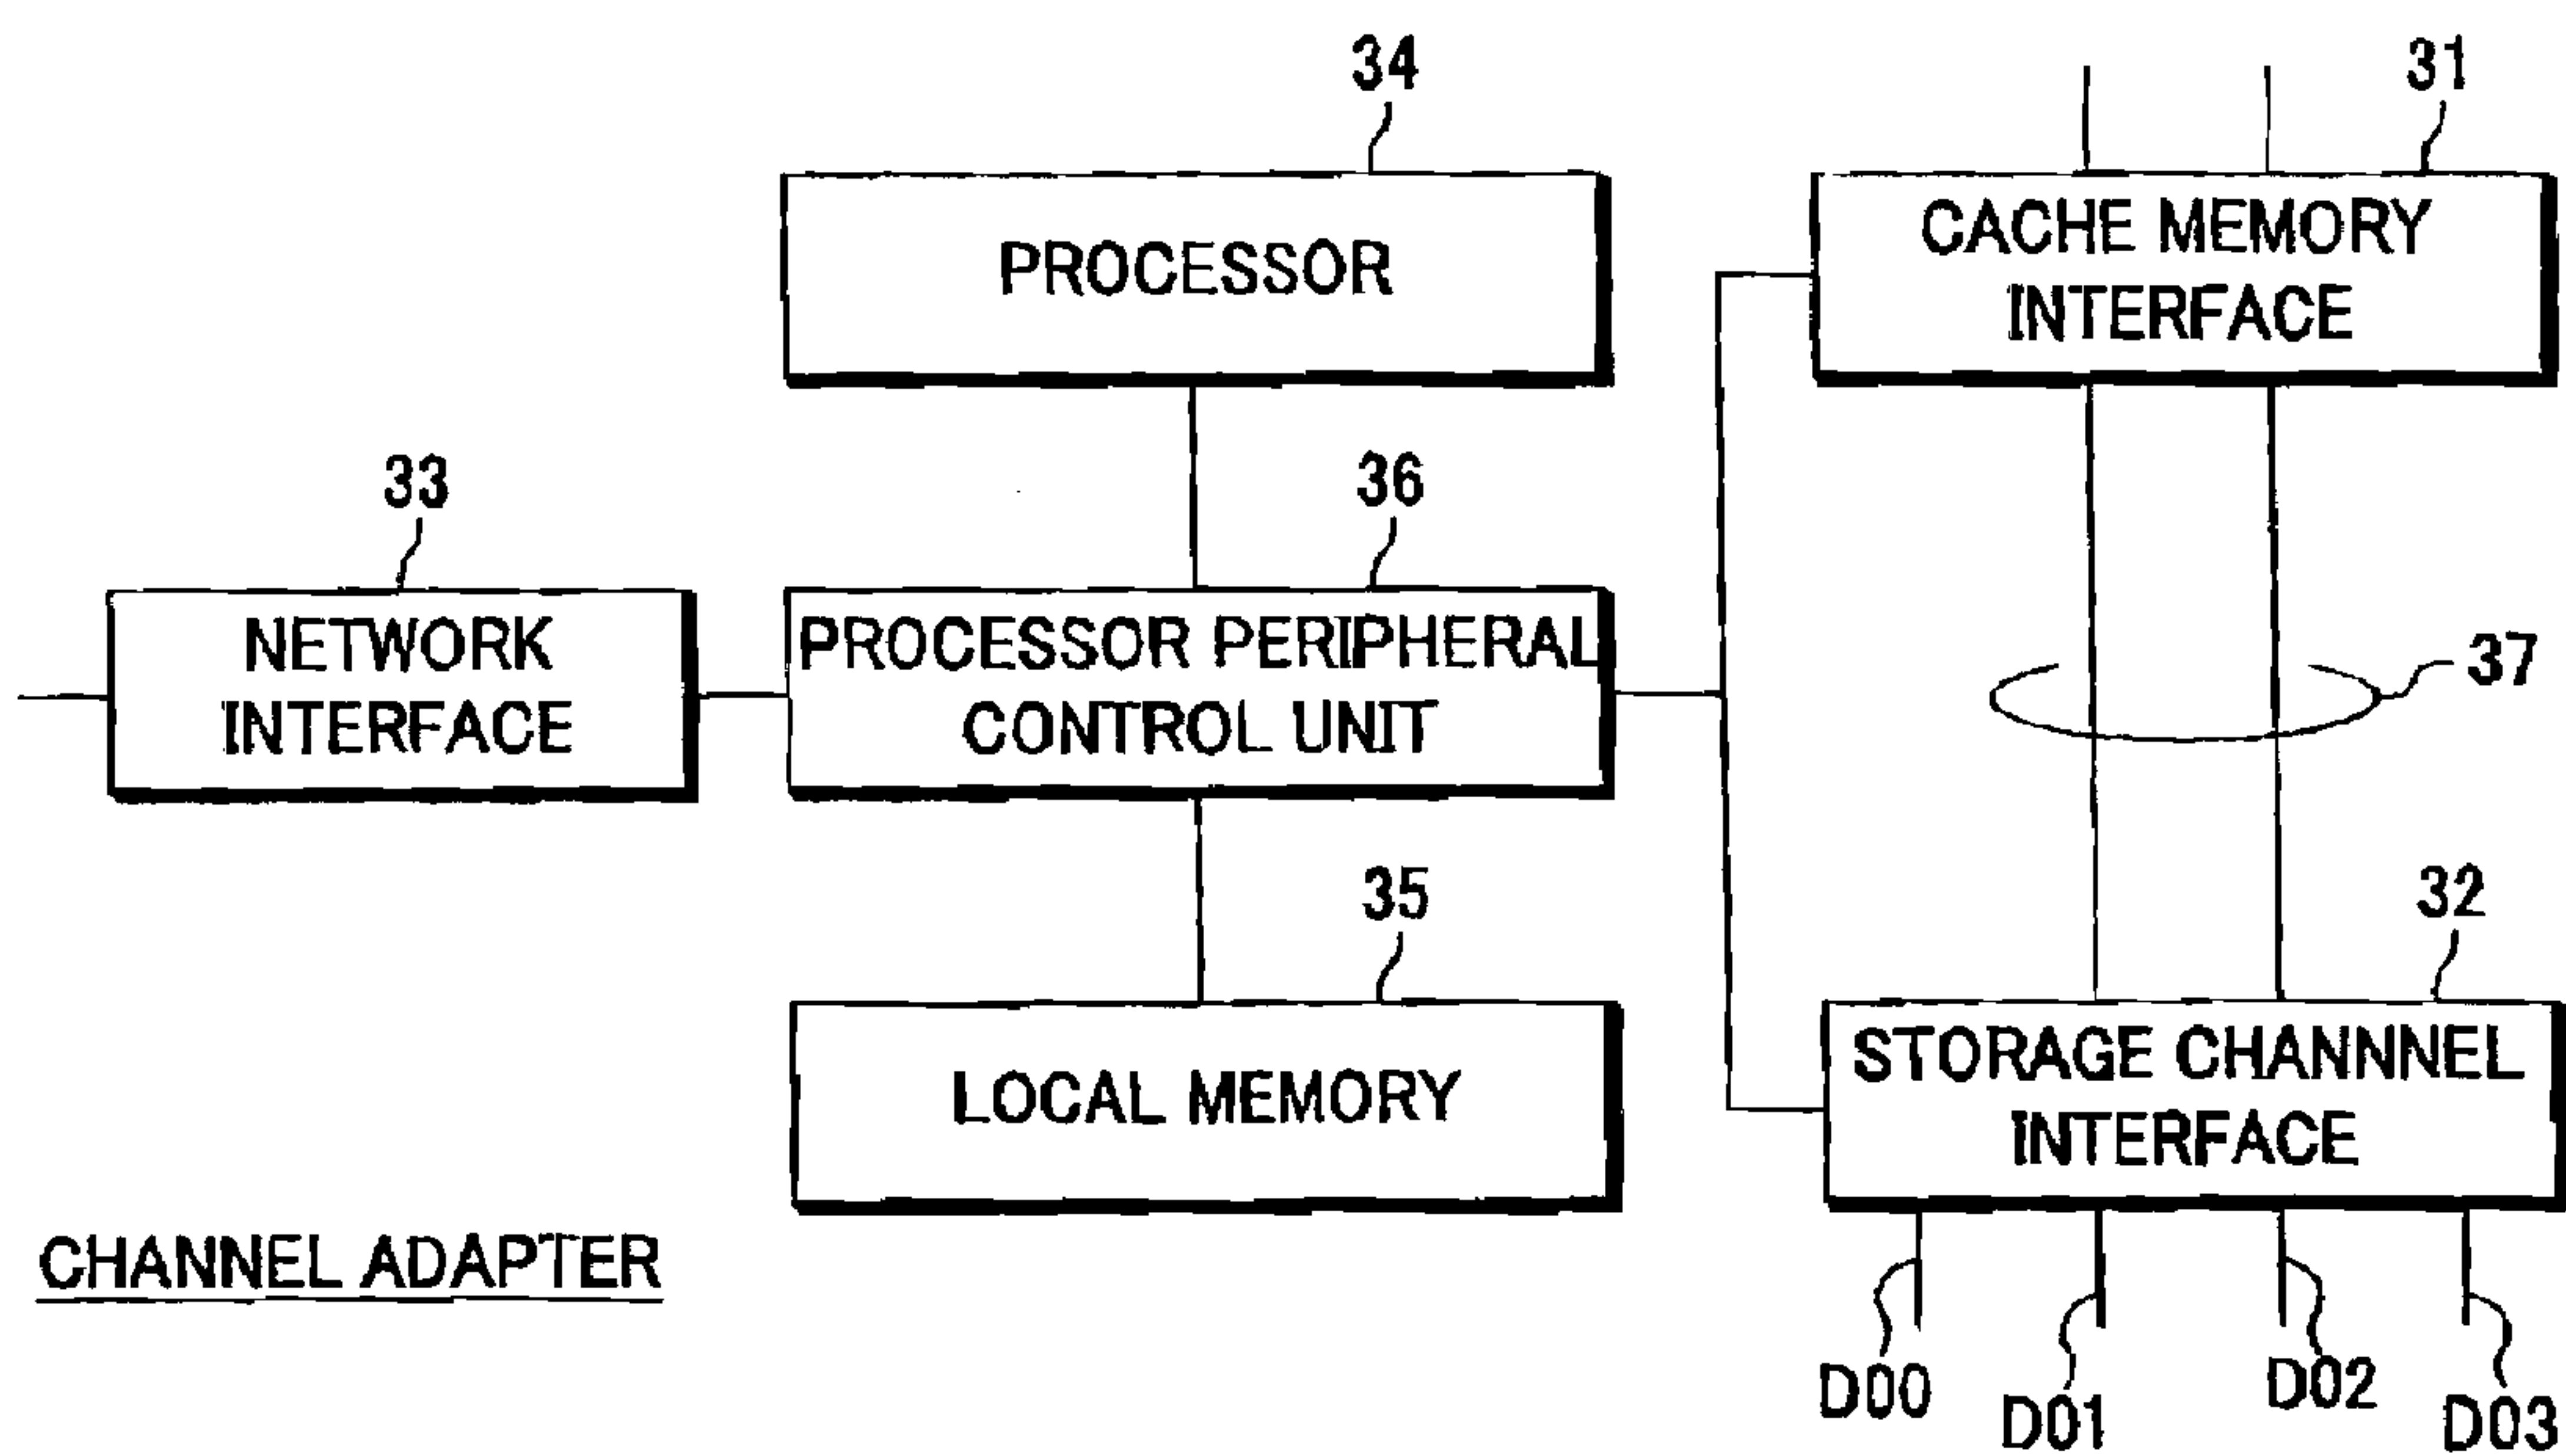 34
PROCESSOR
31
CACHE MEMORY
INTERFACE
33
NETWORK
INTERFACE
36
PROCESSOR PERIPHERAL
CONTROL UNIT
37
35
LOCAL MEMORY
32
STORAGE CHANNNEL
INTERFACE
D00
D01
D02
D03
CHANNEL ADAPTER